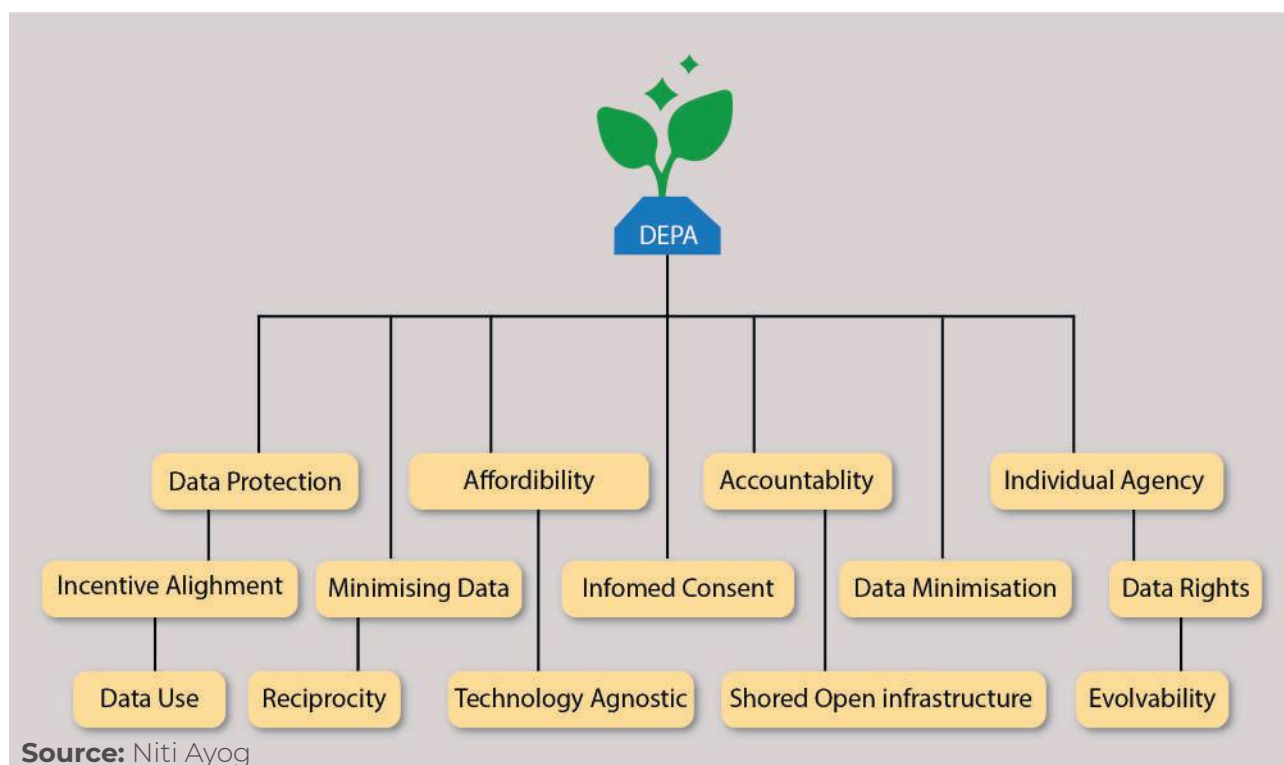 DEPA
Data Protection
Affordibility
Accountablity
Individual Agency
Incentive Alighment
Minimising Data
Infomed Consent
Data Minimisation
Data Rights
Data Use
Reciprocity
Technology Agnostic
Shored Open infrastructure
Evolvability
Source: Niti Ayog